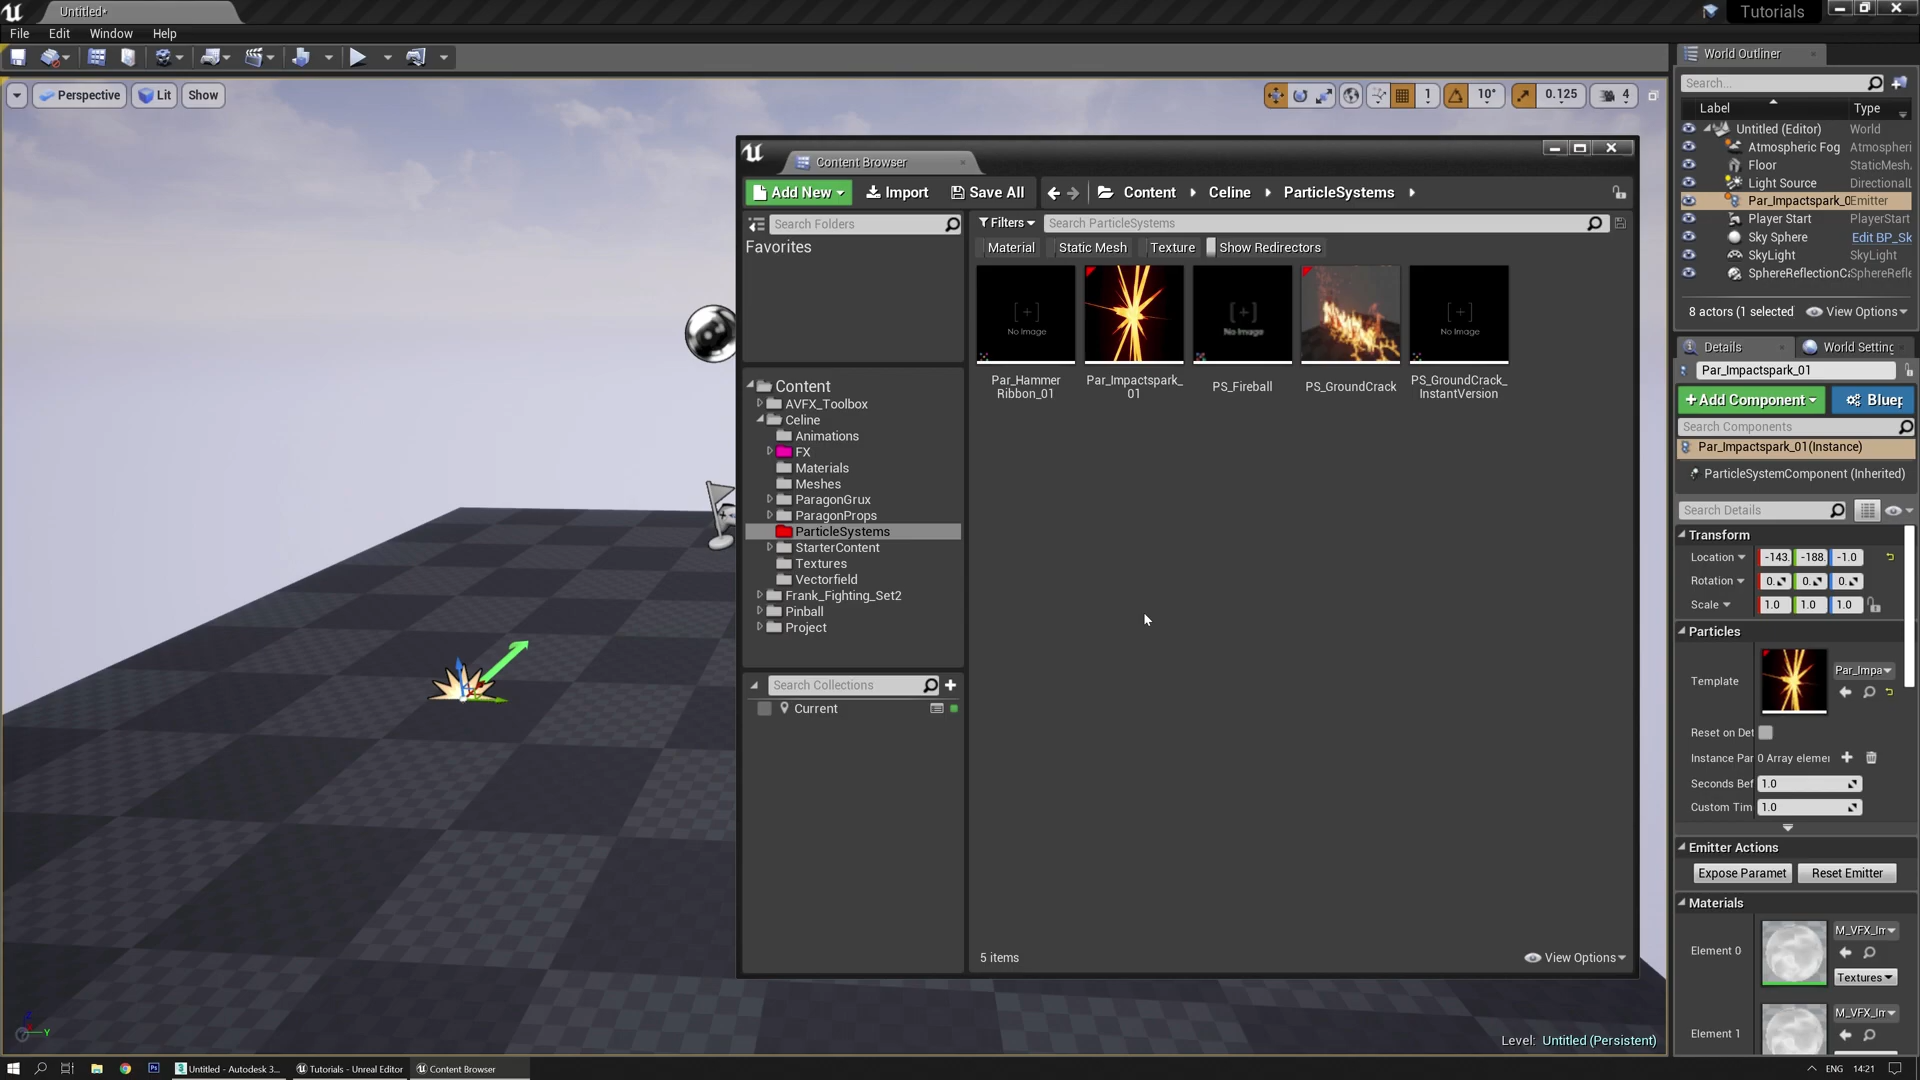 Untitled*
Tutorials
File Edit Window Help
Perspective Lit Show
1 10° 0.125 4
World Outliner
Search...
Label Type
Untitled (Editor) World
Atmospheric Fog Atmospheri
Floor StaticMesh
Light Source Directional
Par_Impactspark_0 Emitter
Player Start PlayerStart
Sky Sphere Edit BP_Sk
SkyLight SkyLight
SphereReflectionCa SphereRefle
8 actors (1 selected View Options
Content Browser
Add New Import Save All Content Celine ParticleSystems
Search Folders
Filters Search ParticleSystems
Favorites
Material Static Mesh Texture Show Redirectors
No Image
No Image
No Image
Par_Hammer
Ribbon_01
Par_Impactspark_
01
PS_Fireball
PS_GroundCrack
PS_GroundCrack_
InstantVersion
Content
AVFX_Toolbox
Celine
Animations
FX
Materials
Meshes
ParagonGrux
ParagonProps
ParticleSystems
StarterContent
Textures
Vectorfield
Frank_Fighting_Set2
Pinball
Project
Search Collections
Current
5 items View Options
Details World Setting
Par_Impactspark_01
+Add Component Bluep
Search Components
Par_Impactspark_01(Instance)
ParticleSystemComponent (Inherited)
Search Details
Transform
Location -143. -188. -1.0
Rotation 0. 0. 0.
Scale 1.0 1.0 1.0
Particles
Template Par_Impa
Reset on Det
Instance Par 0 Array elemen
Seconds Bef 1.0
Custom Tim 1.0
Emitter Actions
Expose Paramet Reset Emitter
Materials
Element 0 M_VFX_Im
Textures
Element 1 M_VFX_Im
X Z Y
Level: Untitled (Persistent)
Untitled - Autodesk 3... Tutorials - Unreal Editor Content Browser
ENG 14:21